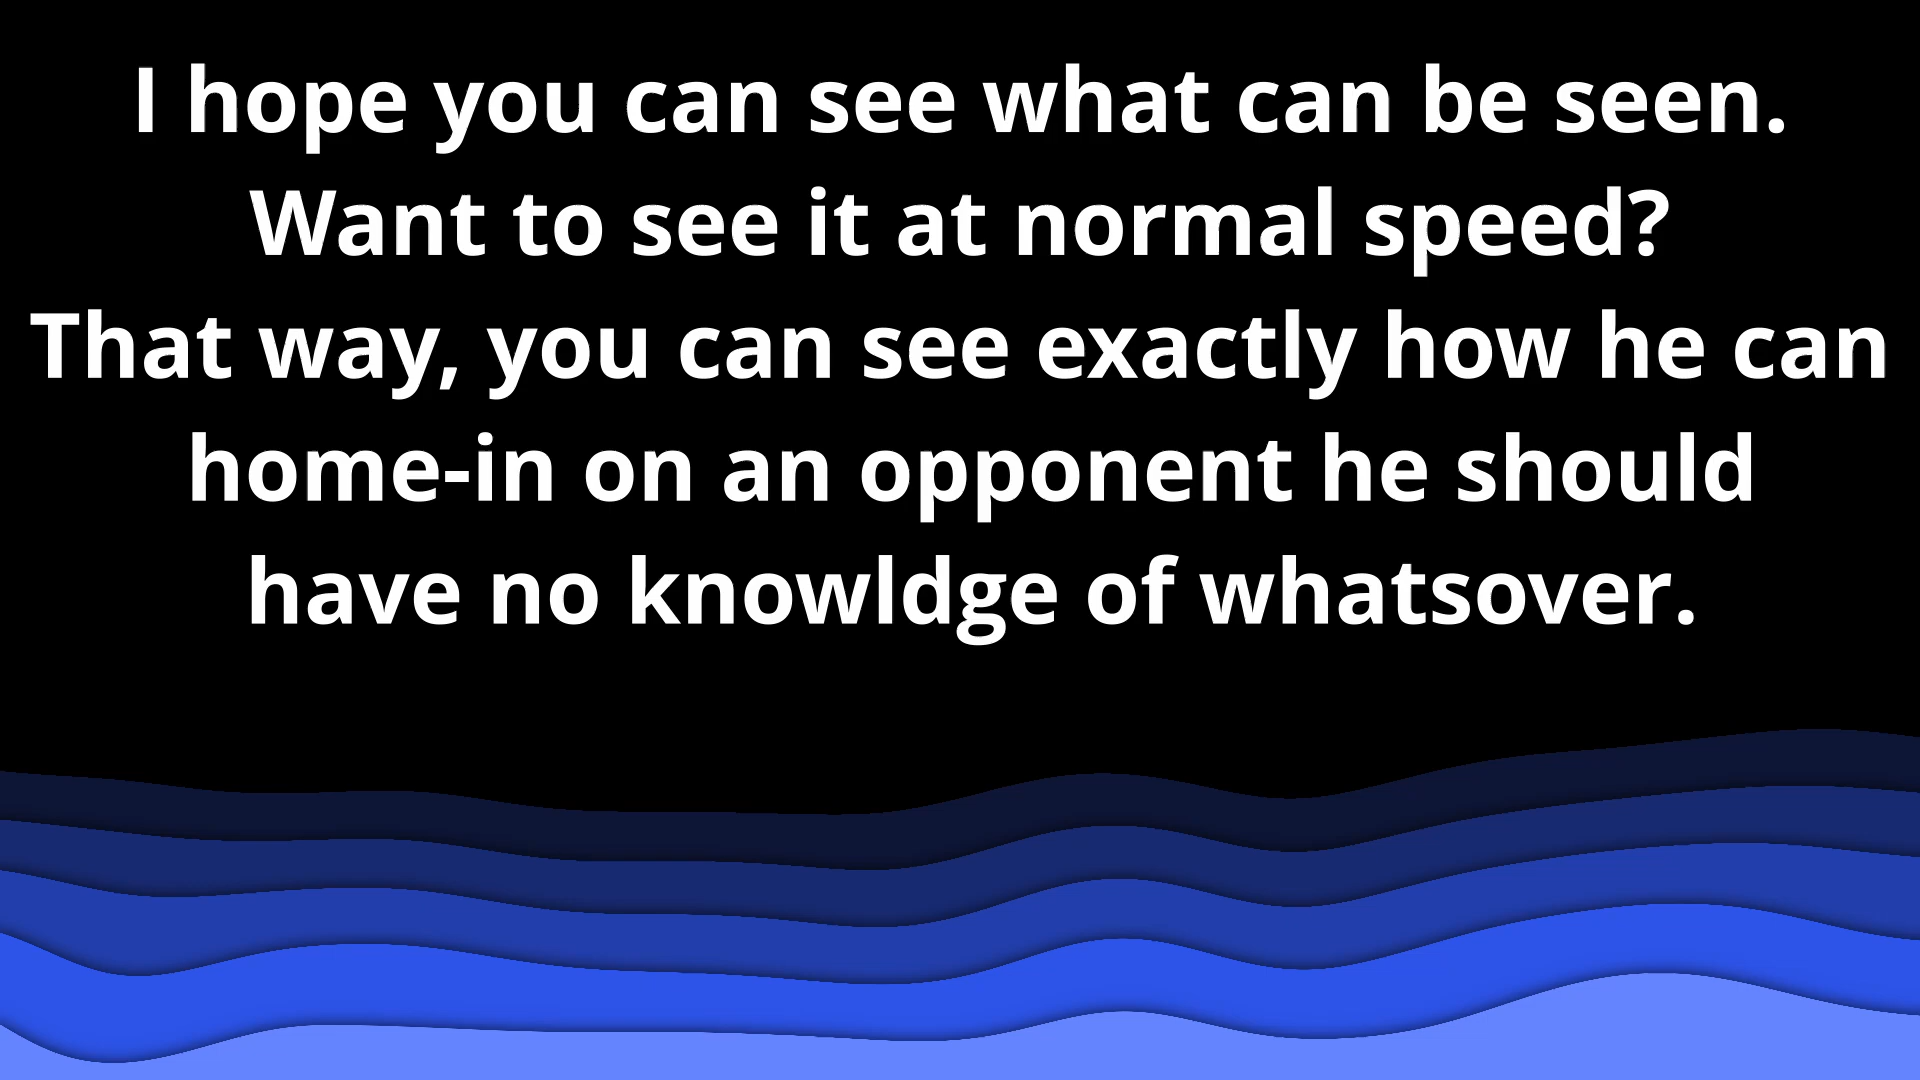 I hope you can see what can be seen.
Want to see it at normal speed?
That way, you can see exactly how he can
home-in on an opponent he should
have no knowldge of whatsover.